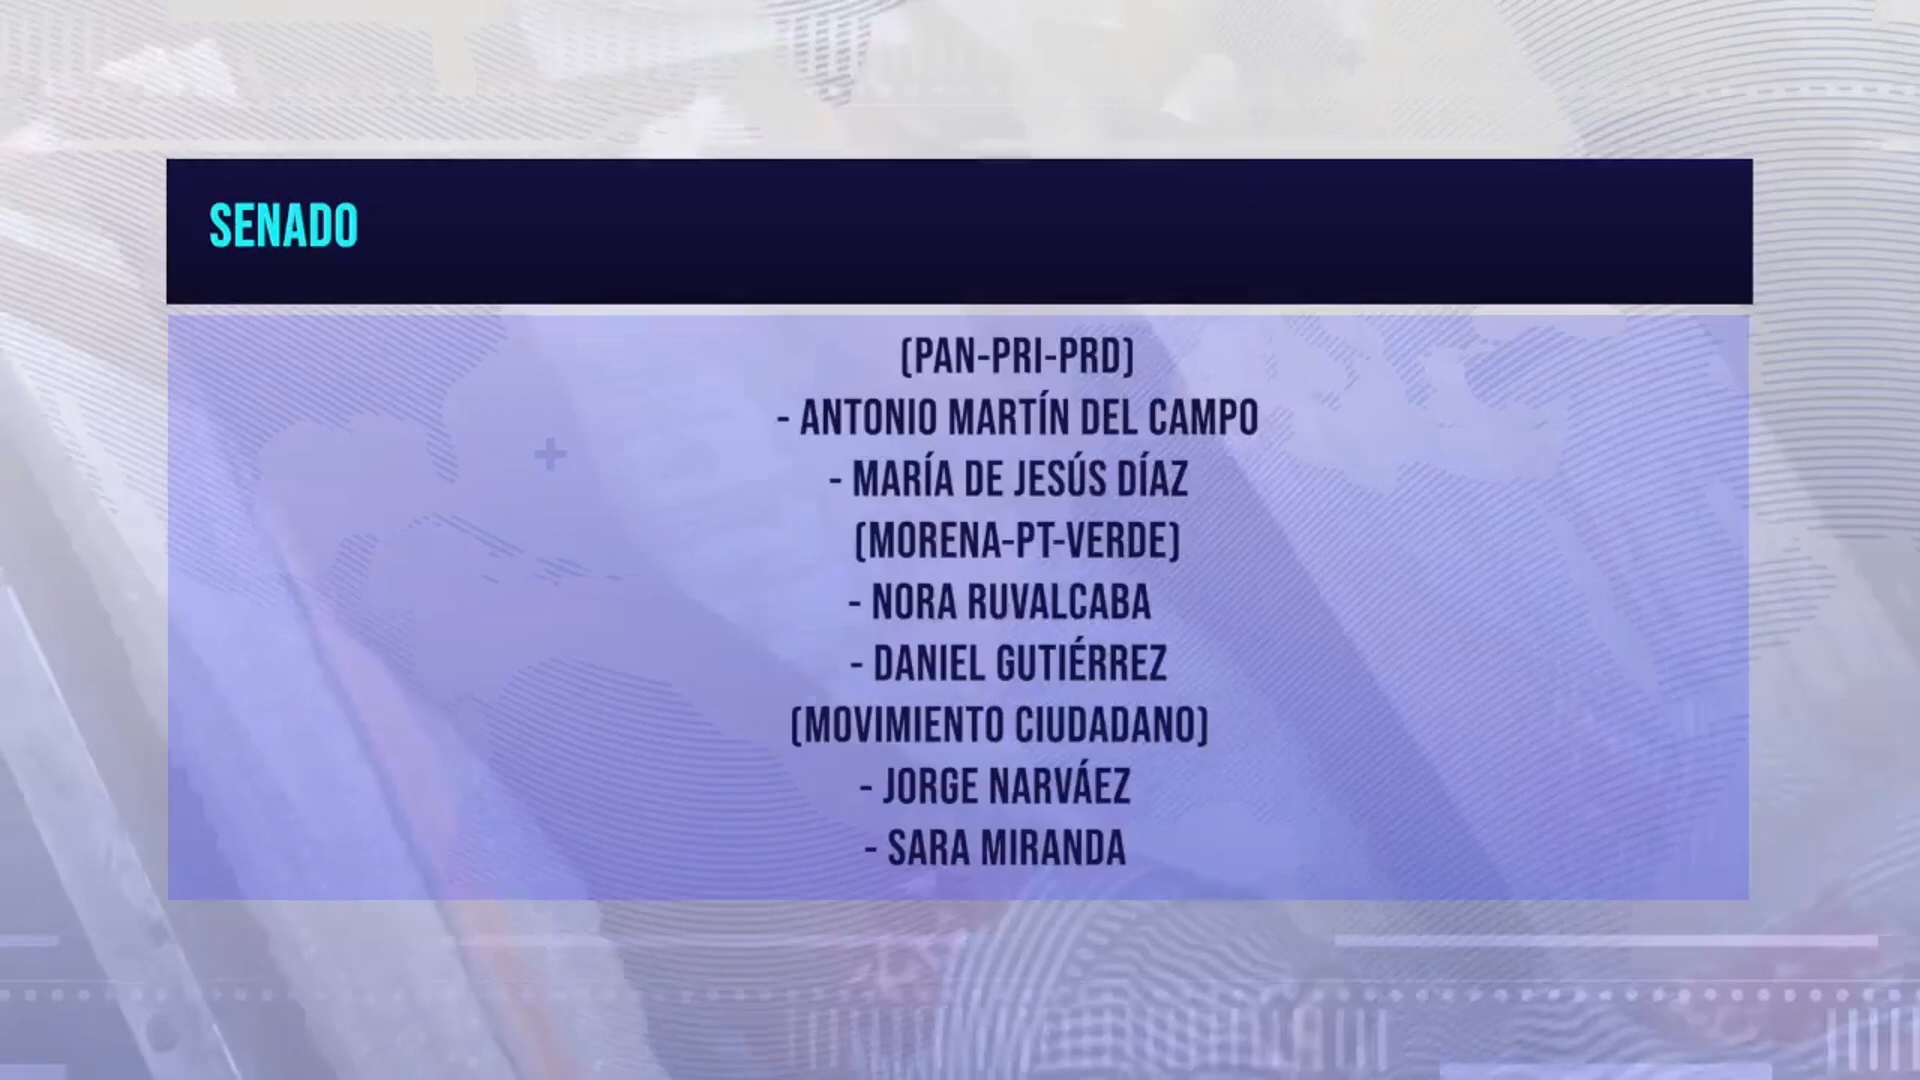 SENADO
(PAN-PRI-PRD)
- ANTONIO MARTÍN DEL CAMPO
- MARÍA DE JESÚS DÍAZ
(MORENA-PT-VERDE)
- NORA RUVALCABA
- DANIEL GUTIÉRREZ
(MOVIMIENTO CIUDADANO)
- JORGE NARVÁEZ
- SARA MIRANDA